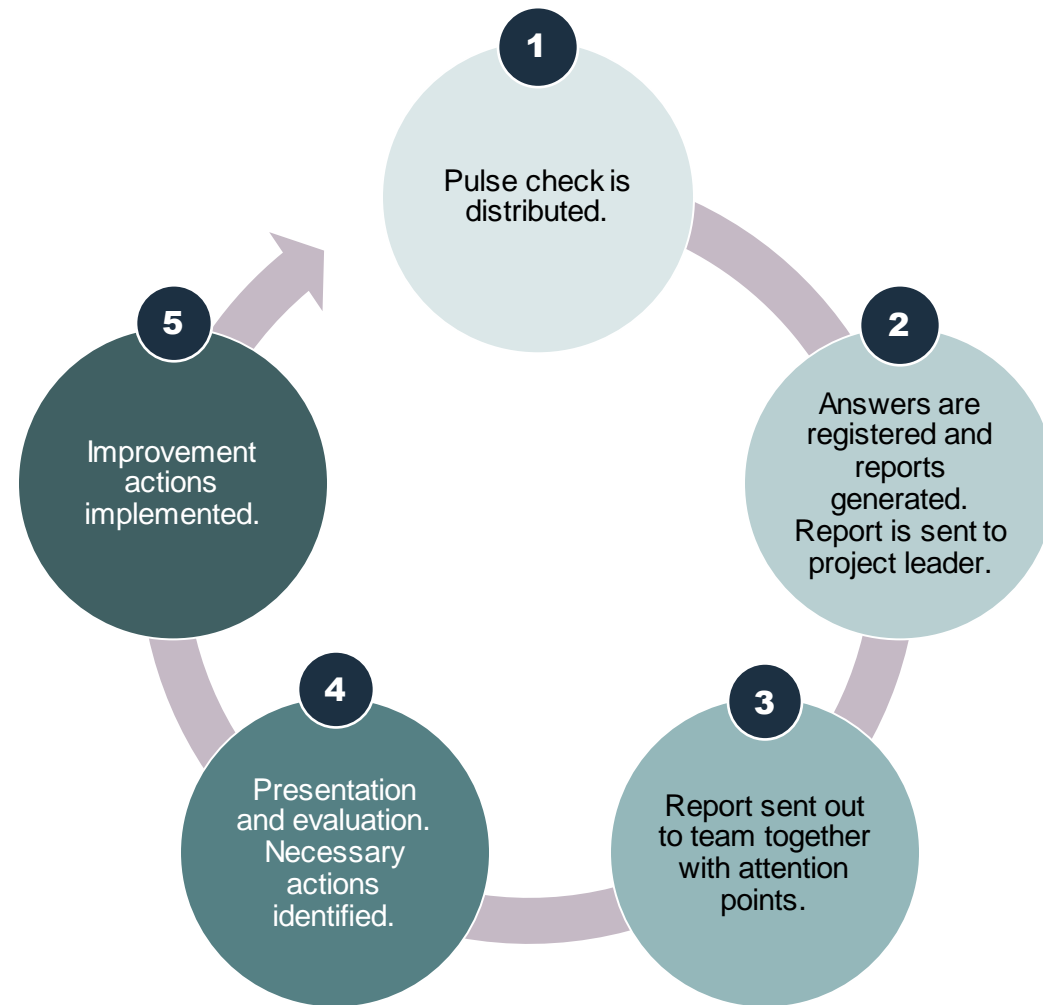 1
Pulse check is
distributed.
2
Answers are
registered and
reports
generated.
Report is sent to
project leader.
3
Report sent out
to team together
with attention
points.
4
Presentation
and evaluation.
Necessary
actions
identified.
5
Improvement
actions
implemented.